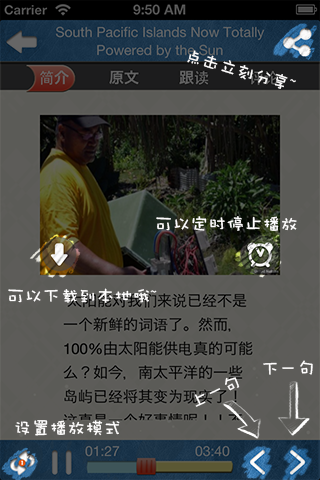 Carrier 9:50 AM
South Pacific Islands Now Totally
Powered by the Sun
点击立刻分享~
简介 原文 跟读
可以定时停止播放
可以下载到本地哦~
太阳能对我们来说已经不是
一个新鲜的词语了。然而,
100%由太阳能供电真的可能
么?如今,南太平洋的一些
岛屿已经将其变为现实了!
这真是一个好事情呢!!不
上一句
下一句
设置播放模式
01:27 03:40